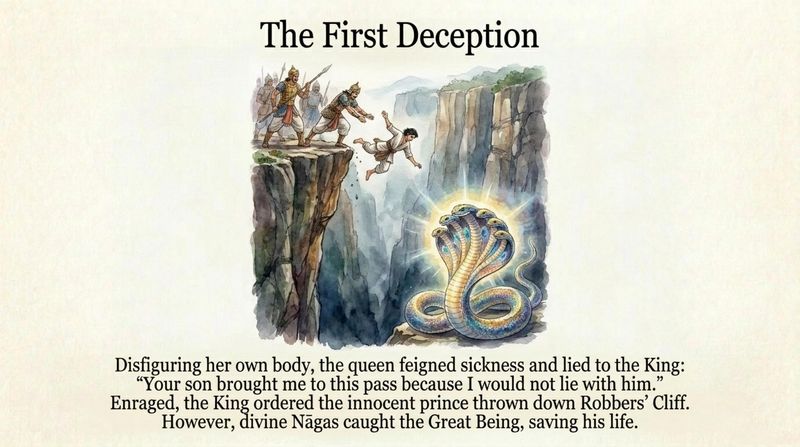 The First Deception
Disfiguring her own body, the queen feigned sickness and lied to the King:
“Your son brought me to this pass because I would not lie with him.”
Enraged, the King ordered the innocent prince thrown down Robbers’ Cliff.
However, divine Nāgas caught the Great Being, saving his life.